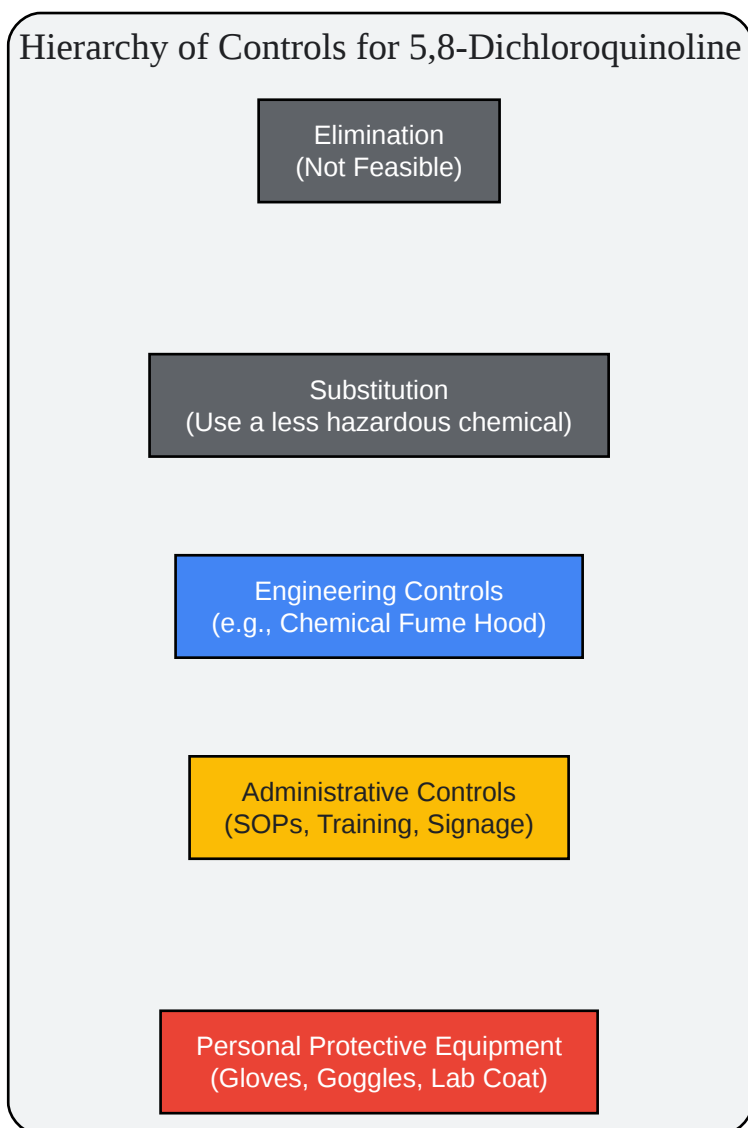 Hierarchy of Controls for 5,8-Dichloroquinoline
Elimination
(Not Feasible)
Substitution
(Use a less hazardous chemical)
Engineering Controls
(e.g., Chemical Fume Hood)
Administrative Controls
(SOPs, Training, Signage)
Personal Protective Equipment
(Gloves, Goggles, Lab Coat)